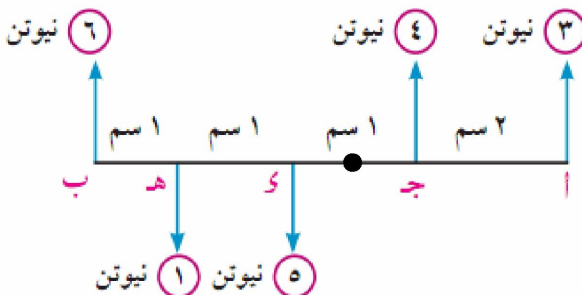 ٣ نيوتن ٤ نيوتن ٦ نيوتن
٢ سم ١ سم ١ سم ١ سم
أ جـ ى هـ ب
٥ نيوتن ١ نيوتن